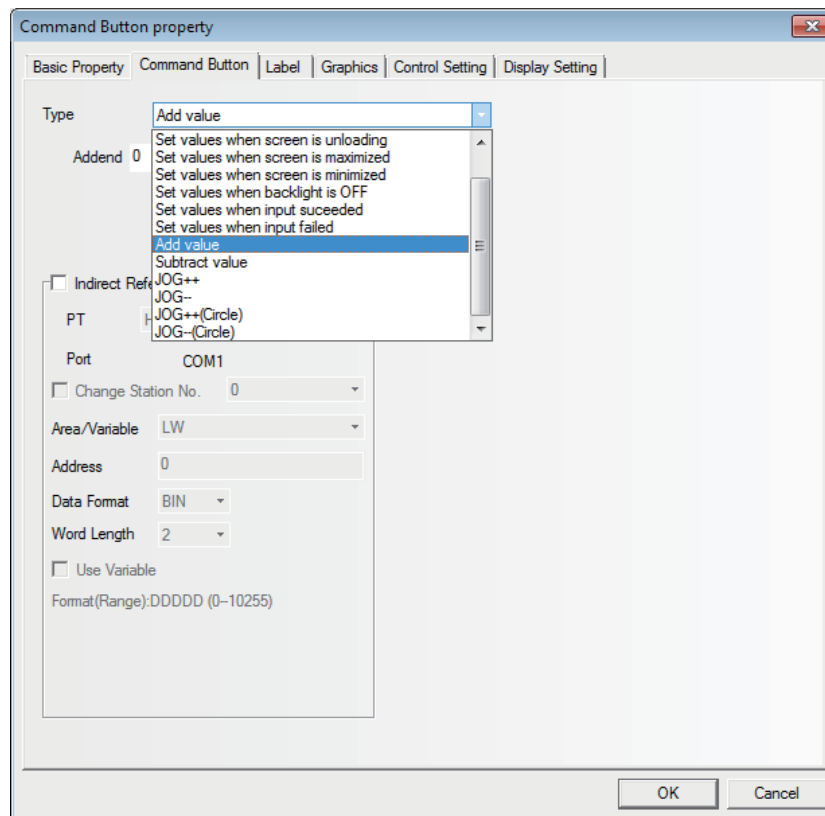 Command Button property
Basic Property Command Button Label Graphics Control Setting Display Setting
Type Add value
Set values when screen is unloading
Addend 0 Set values when screen is maximized
Set values when screen is minimized
Set values when backlight is OFF
Set values when input suceeded
Set values when input failed
Add value
Subtract value
Indirect Refe JOG++
JOG--
PT H JOG++(Circle)
JOG--(Circle)
Port COM1
Change Station No. 0
Area/Variable LW
Address 0
Data Format BIN
Word Length 2
Use Variable
Format(Range):DDDDD (0--10255)
OK Cancel